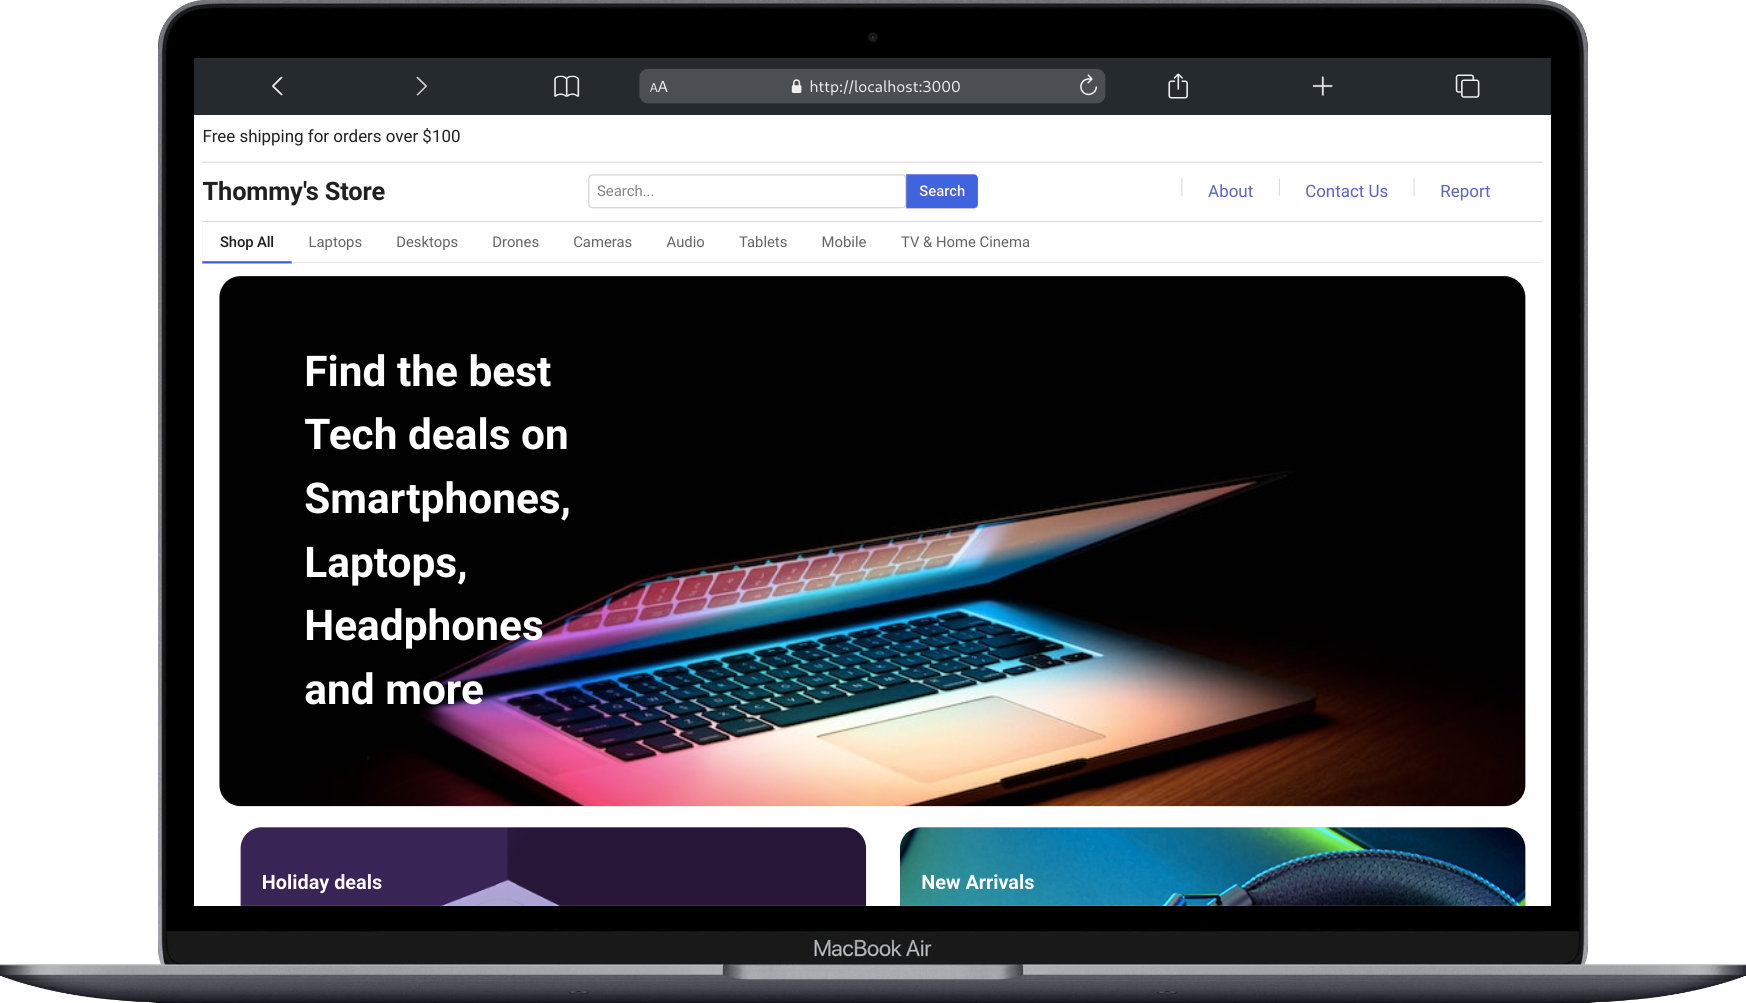 AA
http://localhost:3000
Free shipping for orders over $100
Thommy's Store
Search...
Search
About
Contact Us
Report
Shop All
Laptops
Desktops
Drones
Cameras
Audio
Tablets
Mobile
TV & Home Cinema
Find the best
Tech deals on
Smartphones,
Laptops,
Headphones
and more
Holiday deals
New Arrivals
MacBook Air